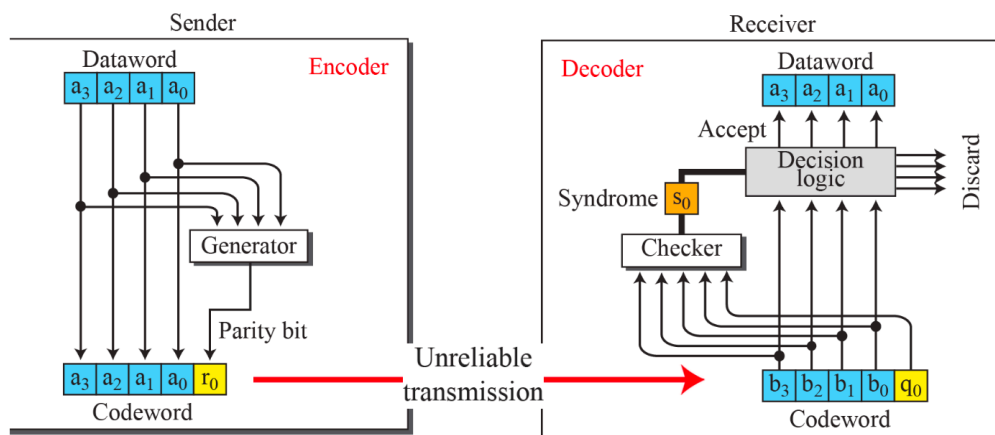 Sender
Receiver
Encoder
Dataword
a₃ a₂ a₁ a₀
Generator
Parity bit
a₃ a₂ a₁ a₀ r₀
Codeword
Unreliable
transmission
Decoder
Dataword
a₃ a₂ a₁ a₀
Accept
Decision
logic
Discard
Syndrome
s₀
Checker
b₃ b₂ b₁ b₀ q₀
Codeword